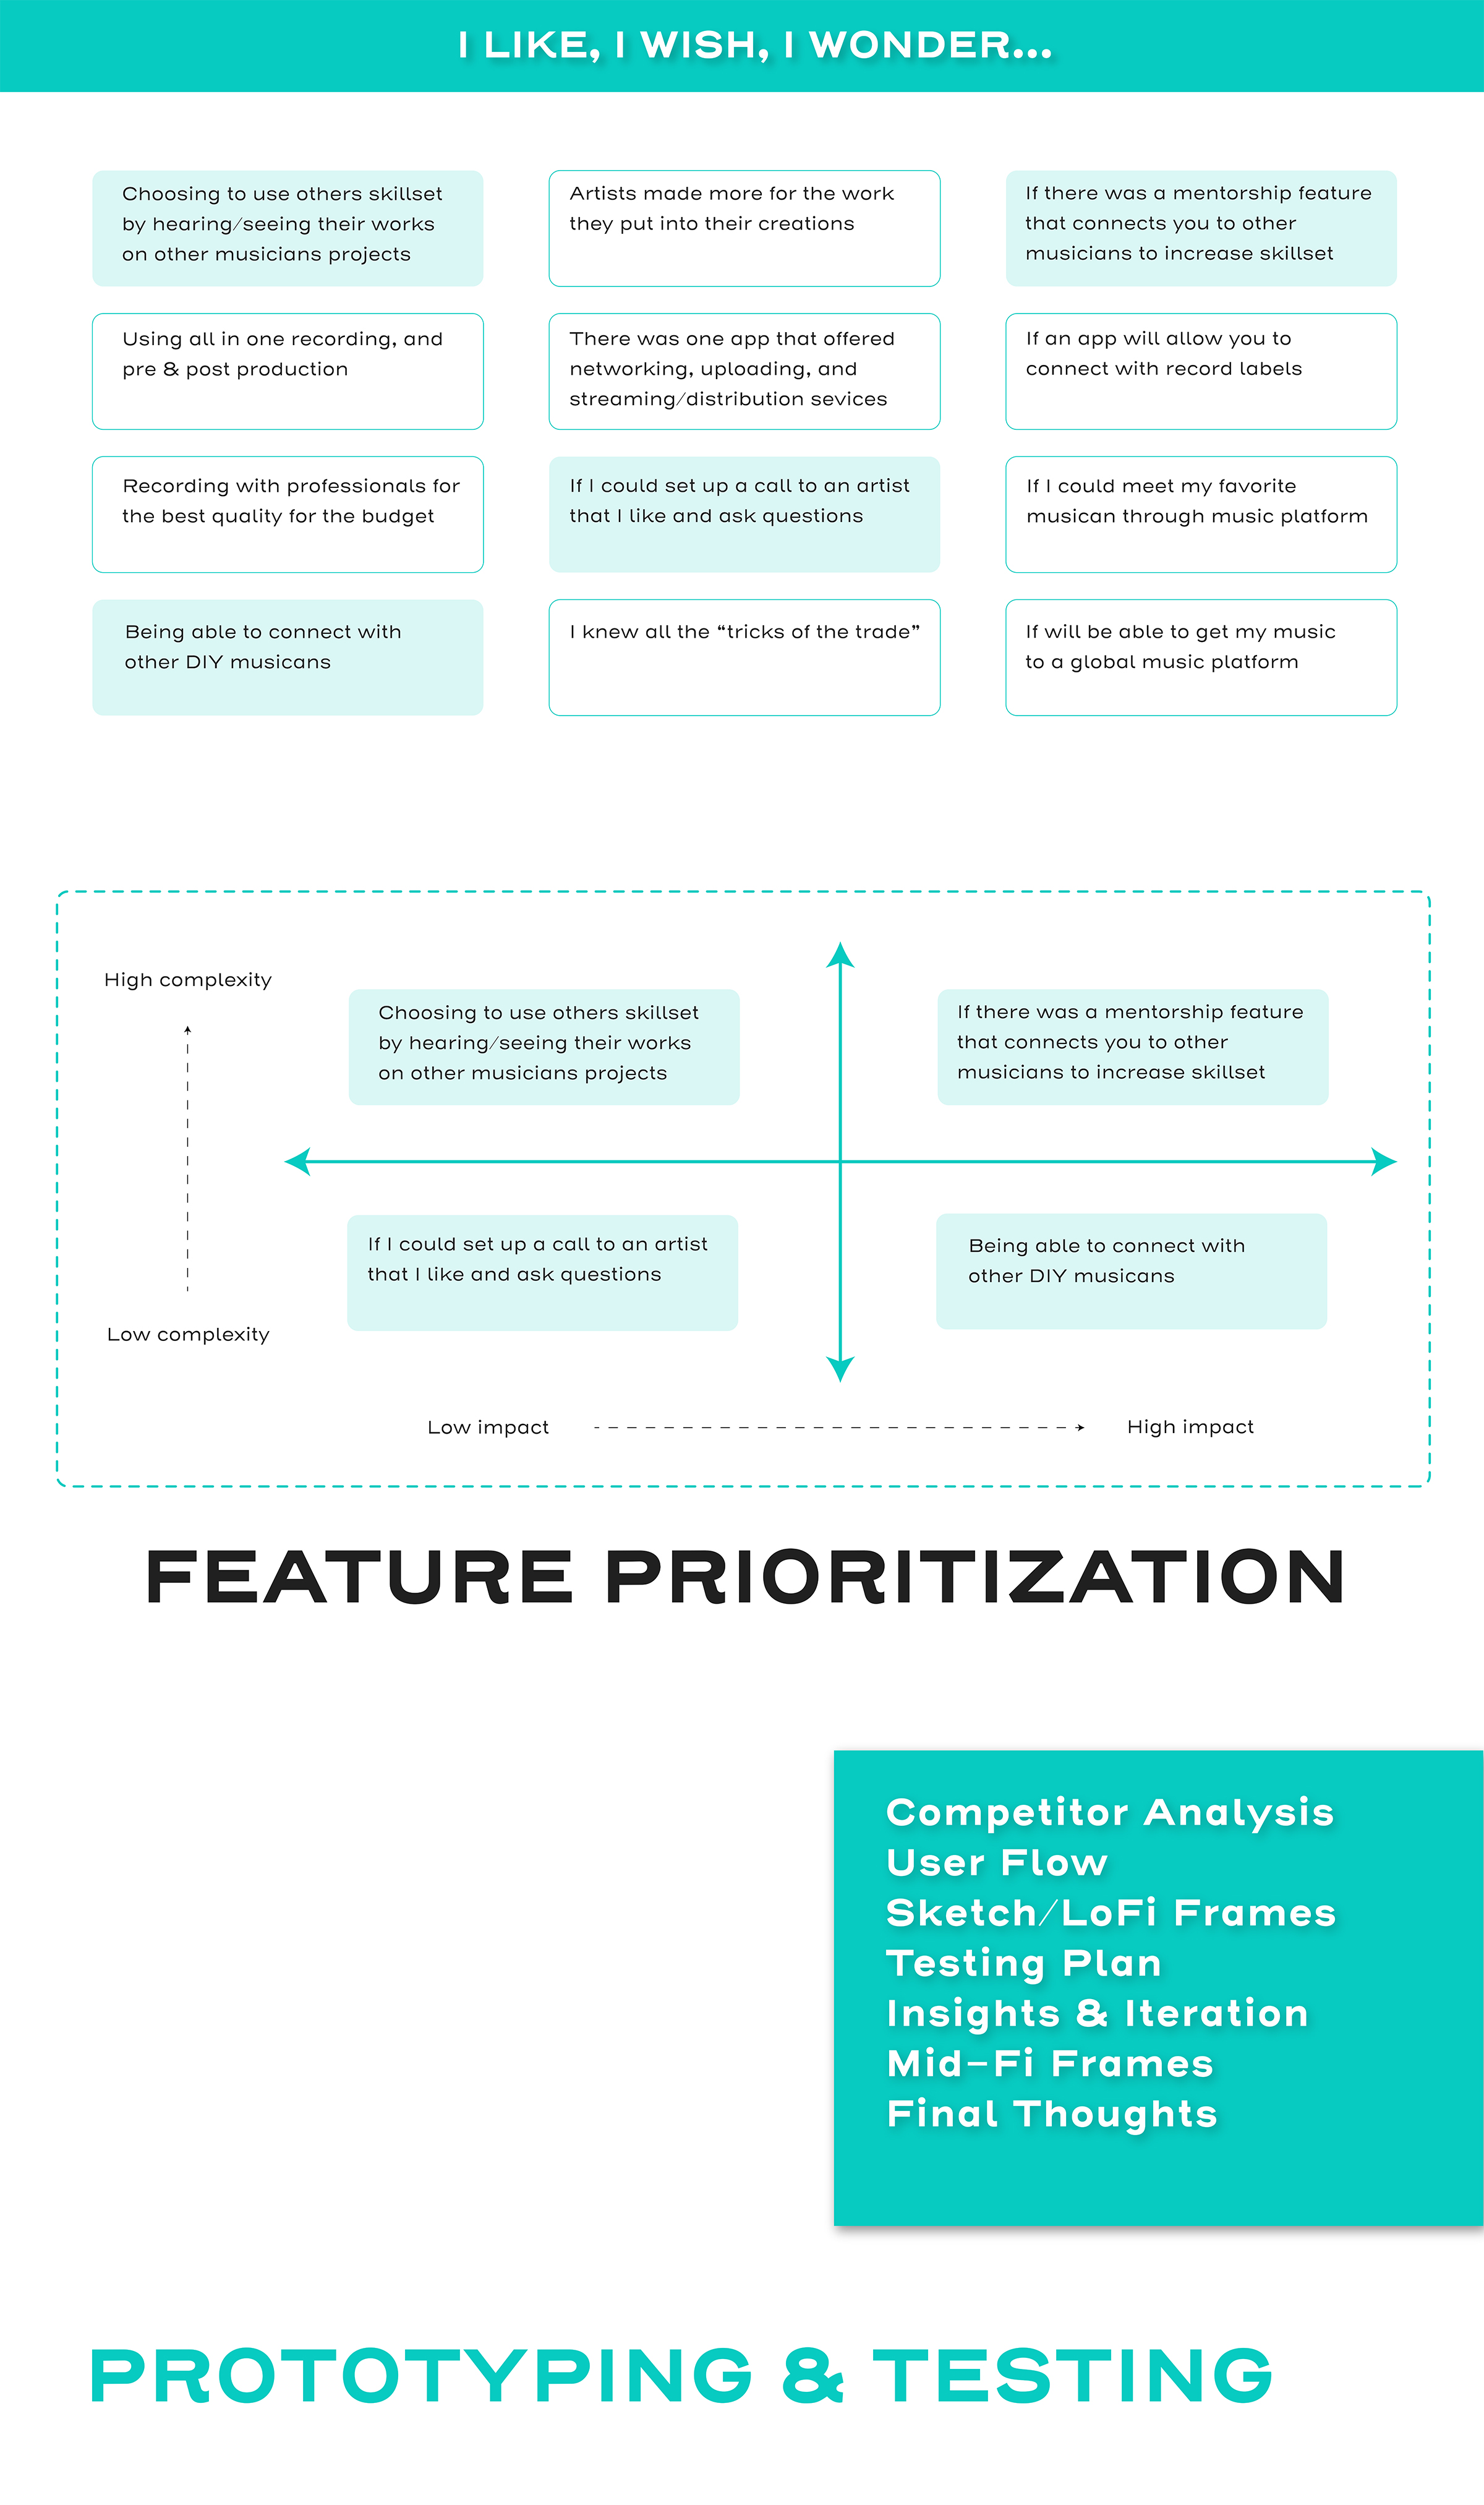 I LIKE, I WISH, I WONDER...
Choosing to use others skillset
by hearing/seeing their works
on other musicians projects
Artists made more for the work
they put into their creations
If there was a mentorship feature
that connects you to other
musicians to increase skillset
Using all in one recording, and
pre & post production
There was one app that offered
networking, uploading, and
streaming/distribution sevices
If an app will allow you to
connect with record labels
Recording with professionals for
the best quality for the budget
If I could set up a call to an artist
that I like and ask questions
If I could meet my favorite
musican through music platform
Being able to connect with
other DIY musicans
I knew all the “tricks of the trade”
If will be able to get my music
to a global music platform
High complexity
Choosing to use others skillset
by hearing/seeing their works
on other musicians projects
If there was a mentorship feature
that connects you to other
musicians to increase skillset
If I could set up a call to an artist
that I like and ask questions
Being able to connect with
other DIY musicans
Low complexity
Low impact
High impact
FEATURE PRIORITIZATION
Competitor Analysis
User Flow
Sketch/LoFi Frames
Testing Plan
Insights & Iteration
Mid-Fi Frames
Final Thoughts
PROTOTYPING & TESTING